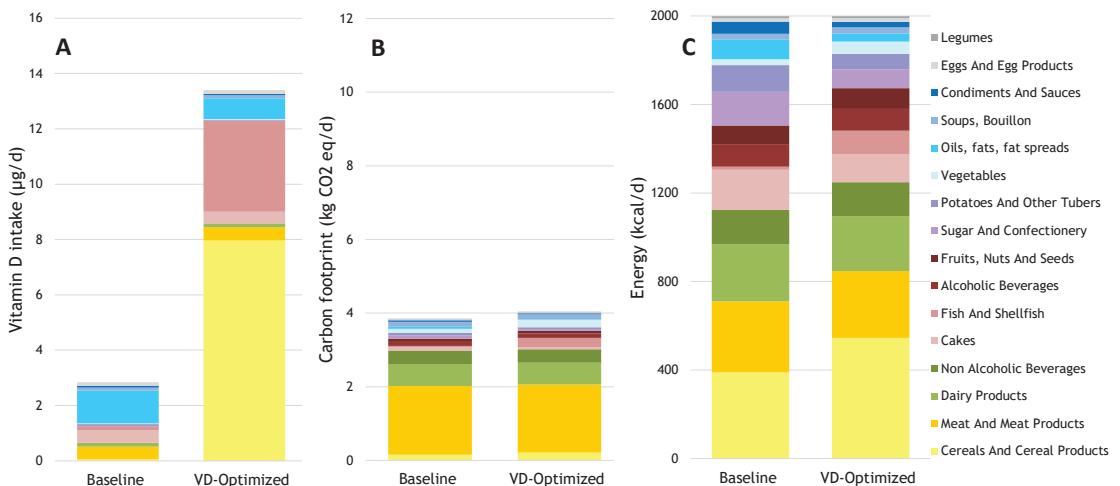 A
Vitamin D intake (µg/d)
16
14
12
10
8
6
4
2
0
Baseline
VD-Optimized
B
Carbon footprint (kg CO2 eq/d)
12
10
8
6
4
2
0
Baseline
VD-Optimized
C
Energy (kcal/d)
2000
1600
1200
800
400
0
Baseline
VD-Optimized
Legumes
Eggs And Egg Products
Condiments And Sauces
Soups, Bouillon
Oils, fats, fat spreads
Vegetables
Potatoes And Other Tubers
Sugar And Confectionery
Fruits, Nuts And Seeds
Alcoholic Beverages
Fish And Shellfish
Cakes
Non Alcoholic Beverages
Dairy Products
Meat And Meat Products
Cereals And Cereal Products